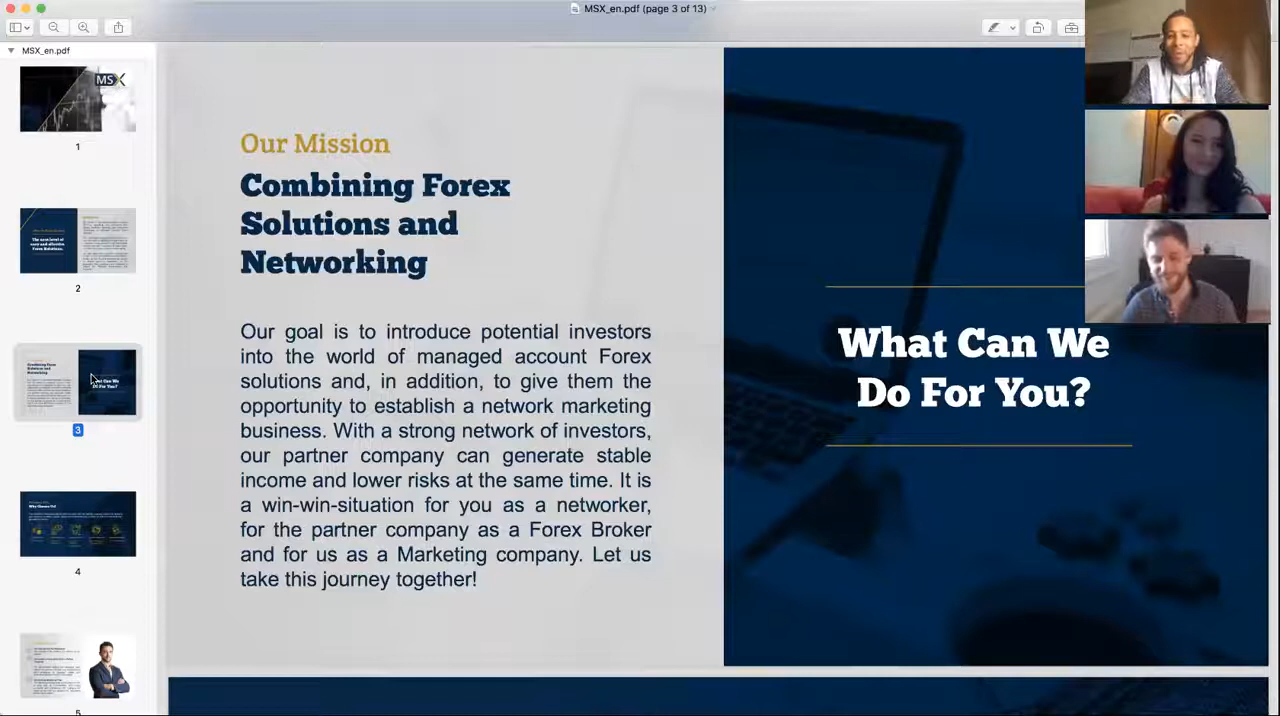 MSX_en.pdf (page 3 of 13)
MSX_en.pdf
MSX
1
2
3
4
5
Our Mission
Combining Forex
Solutions and
Networking
Our goal is to introduce potential investors
into the world of managed account Forex
solutions and, in addition, to give them the
opportunity to establish a network marketing
business. With a strong network of investors,
our partner company can generate stable
income and lower risks at the same time. It is
a win-win-situation for you as a networker,
for the partner company as a Forex Broker
and for us as a Marketing company. Let us
take this journey together!
What Can We
Do For You?